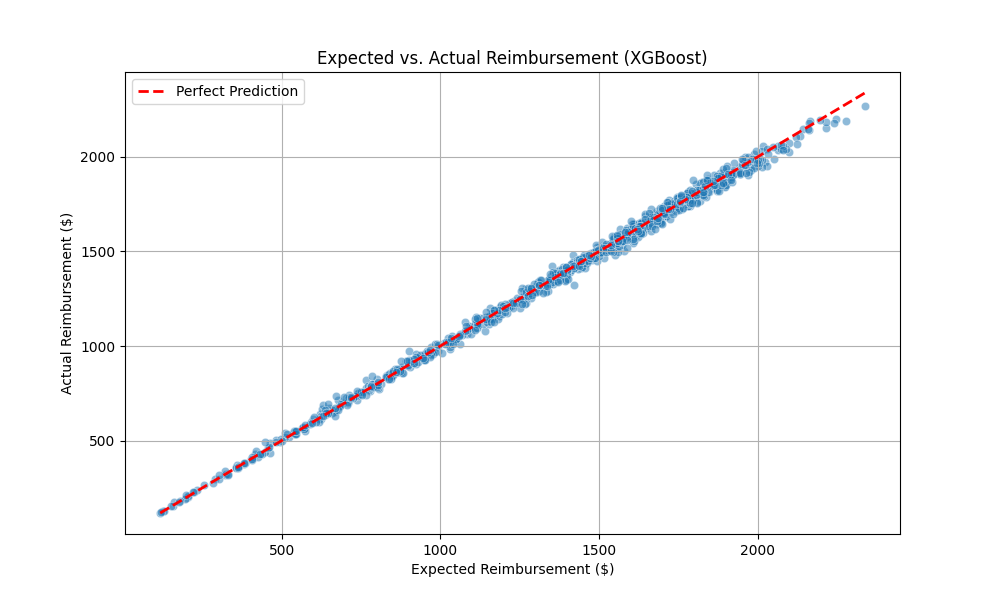 Expected vs. Actual Reimbursement (XGBoost)
Perfect Prediction
Actual Reimbursement ($)
2000
1500
1000
500
500
1000
1500
2000
Expected Reimbursement ($)